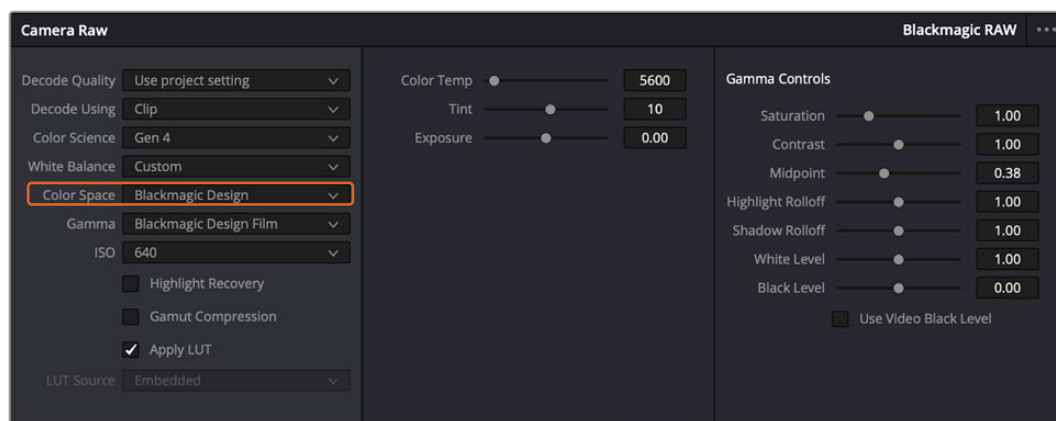 Camera Raw
Blackmagic RAW
Decode Quality Use project setting
Decode Using Clip
Color Science Gen 4
White Balance Custom
Color Space Blackmagic Design
Gamma Blackmagic Design Film
ISO 640
Highlight Recovery
Gamut Compression
Apply LUT
LUT Source Embedded
Color Temp 5600
Tint 10
Exposure 0.00
Gamma Controls
Saturation 1.00
Contrast 1.00
Midpoint 0.38
Highlight Rolloff 1.00
Shadow Rolloff 1.00
White Level 1.00
Black Level 0.00
Use Video Black Level